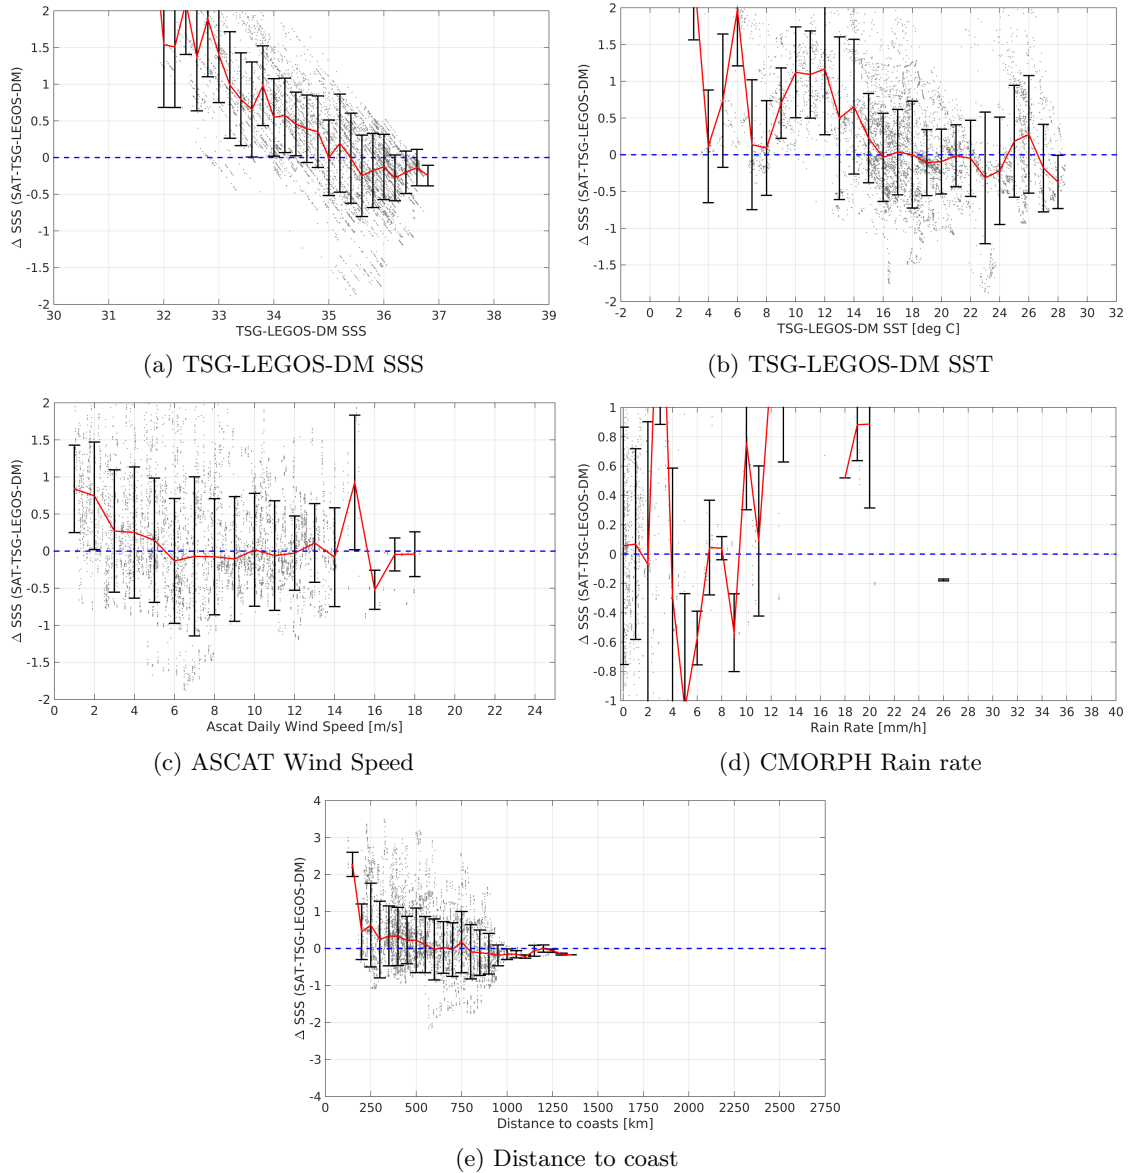 2
1.5
1
0.5
0
-0.5
-1
-1.5
-2
Δ SSS (SAT-TSG-LEGOS-DM)
30 31 32 33 34 35 36 37 38 39
TSG-LEGOS-DM SSS
(a) TSG-LEGOS-DM SSS
2
1.5
1
0.5
0
-0.5
-1
-1.5
-2
Δ SSS (SAT-TSG-LEGOS-DM)
-2 0 2 4 6 8 10 12 14 16 18 20 22 24 26 28 30 32
TSG-LEGOS-DM SST [deg C]
(b) TSG-LEGOS-DM SST
2
1.5
1
0.5
0
-0.5
-1
-1.5
-2
Δ SSS (SAT-TSG-LEGOS-DM)
0 2 4 6 8 10 12 14 16 18 20 22 24
Ascat Daily Wind Speed [m/s]
(c) ASCAT Wind Speed
1
0.8
0.6
0.4
0.2
0
-0.2
-0.4
-0.6
-0.8
-1
Δ SSS (SAT-TSG-LEGOS-DM)
0 2 4 6 8 10 12 14 16 18 20 22 24 26 28 30 32 34 36 38 40
Rain Rate [mm/h]
(d) CMORPH Rain rate
4
3
2
1
0
-1
-2
-3
-4
Δ SSS (SAT-TSG-LEGOS-DM)
0 250 500 750 1000 1250 1500 1750 2000 2250 2500 2750
Distance to coasts [km]
(e) Distance to coast